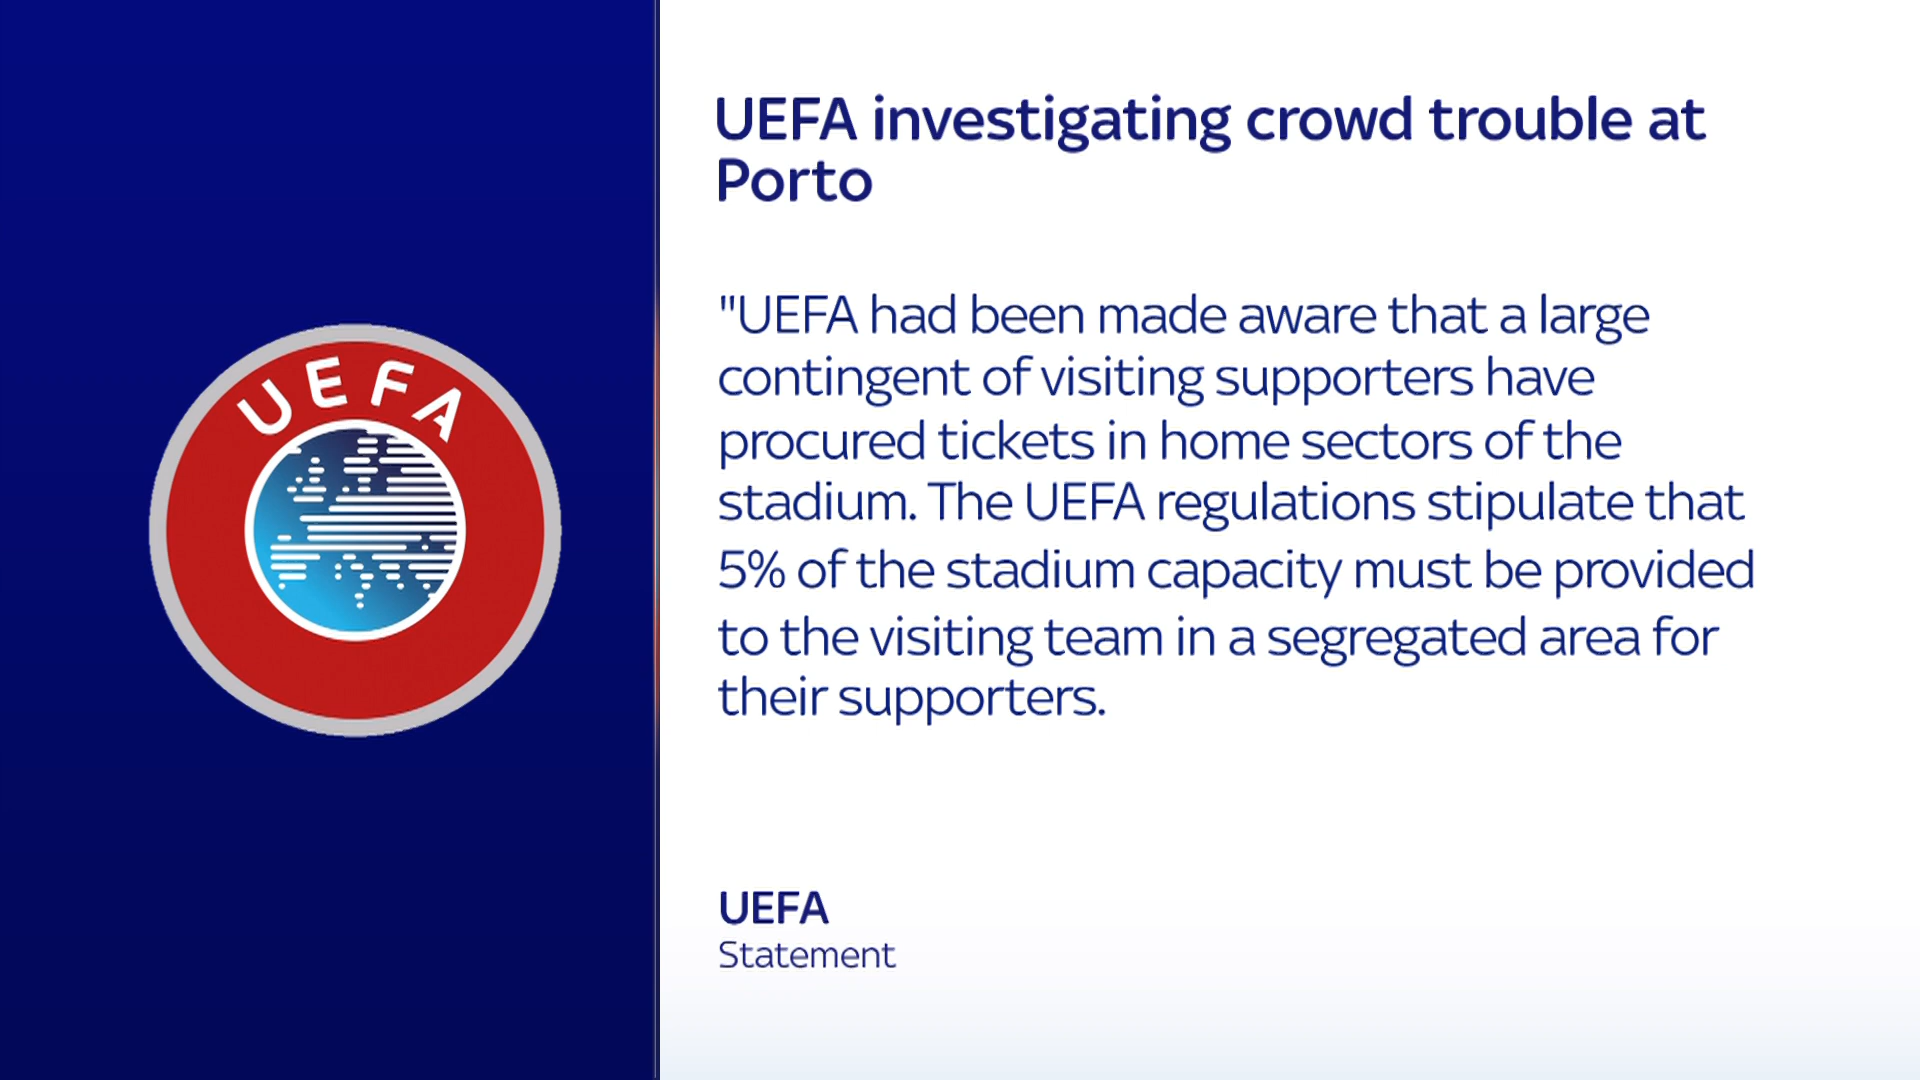 UEFA
UEFA investigating crowd trouble at
Porto
"UEFA had been made aware that a large
contingent of visiting supporters have
procured tickets in home sectors of the
stadium. The UEFA regulations stipulate that
5% of the stadium capacity must be provided
to the visiting team in a segregated area for
their supporters.
UEFA
Statement